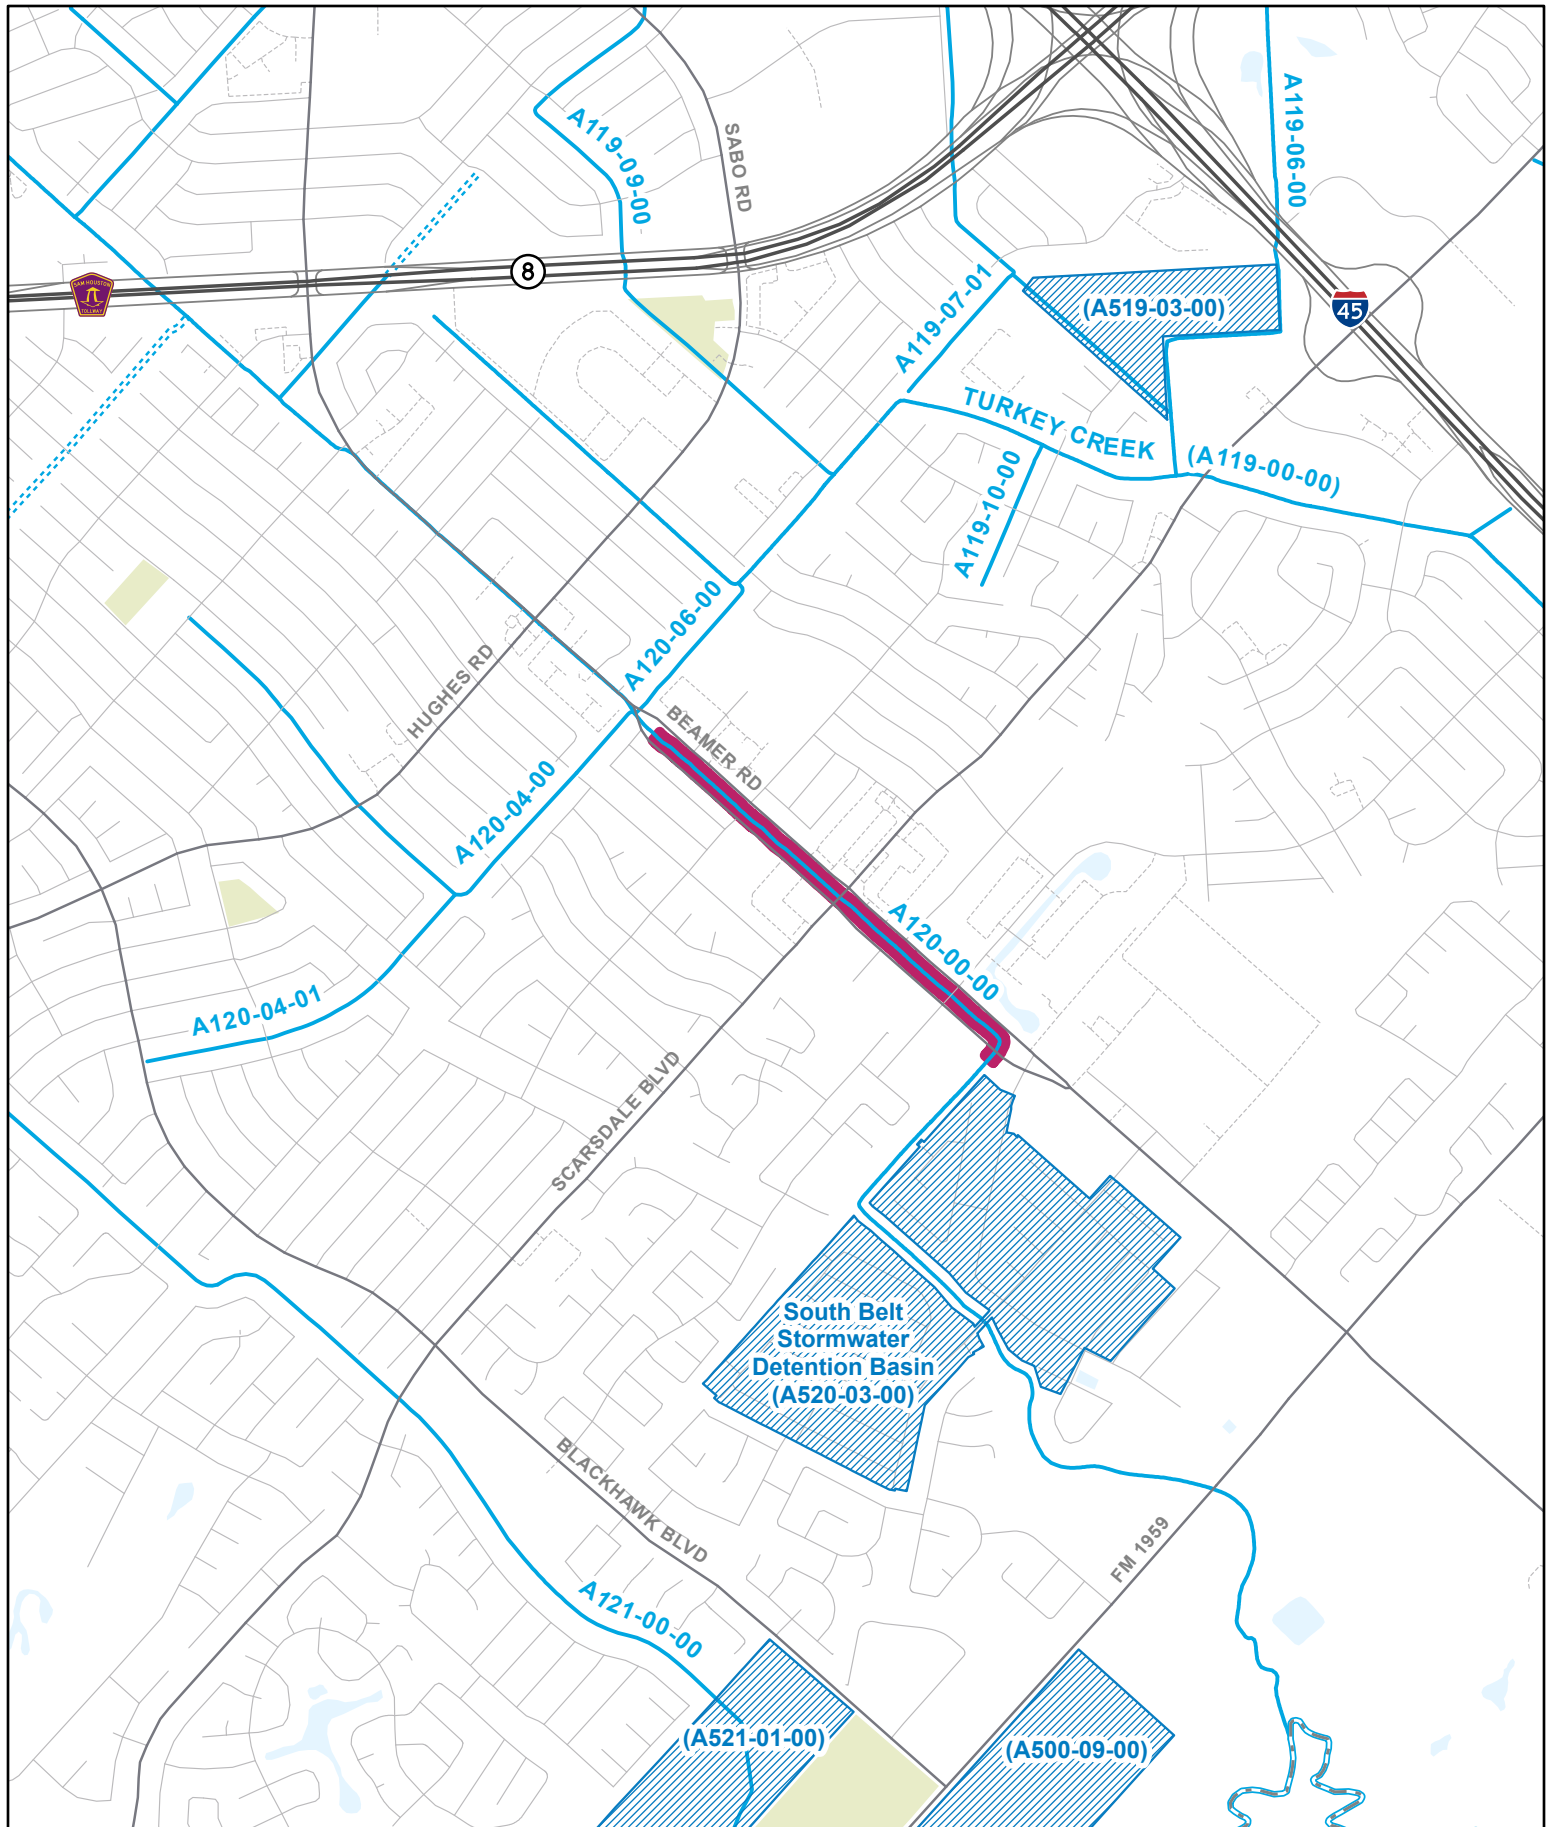 A119-09-00
SABO RD
A119-06-00
8
SAM HOUSTON
TOLLWAY
A119-07-01
(A519-03-00)
45
TURKEY CREEK
(A119-00-00)
A119-10-00
A120-06-00
HUGHES RD
BEAMER RD
A120-04-00
A120-00-00
A120-04-01
SCARSDALE BLVD
South Belt
Stormwater
Detention Basin
(A520-03-00)
BLACKHAWK BLVD
FM 1959
A121-00-00
(A521-01-00)
(A500-09-00)